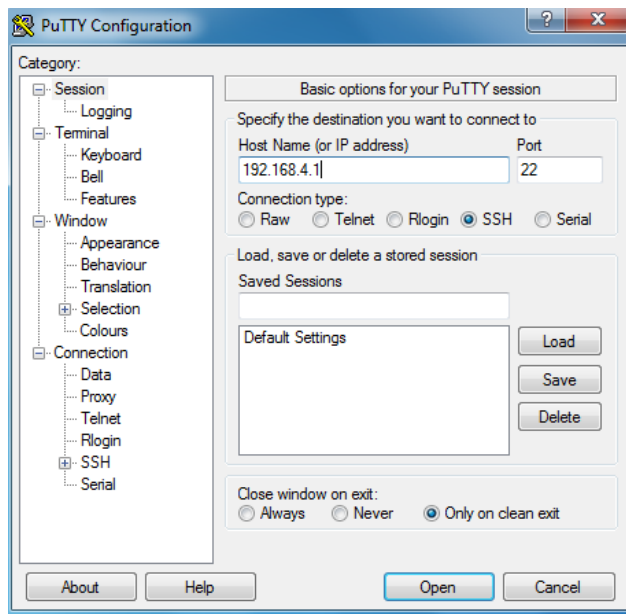 PuTTY Configuration
?
X
Category:
Session
Logging
Terminal
Keyboard
Bell
Features
Window
Appearance
Behaviour
Translation
Selection
Colours
Connection
Data
Proxy
Telnet
Rlogin
SSH
Serial
Basic options for your PuTTY session
Specify the destination you want to connect to
Host Name (or IP address) Port
192.168.4.1 22
Connection type:
Raw Telnet Rlogin SSH Serial
Load, save or delete a stored session
Saved Sessions
Default Settings
Load
Save
Delete
Close window on exit:
Always Never Only on clean exit
About Help Open Cancel